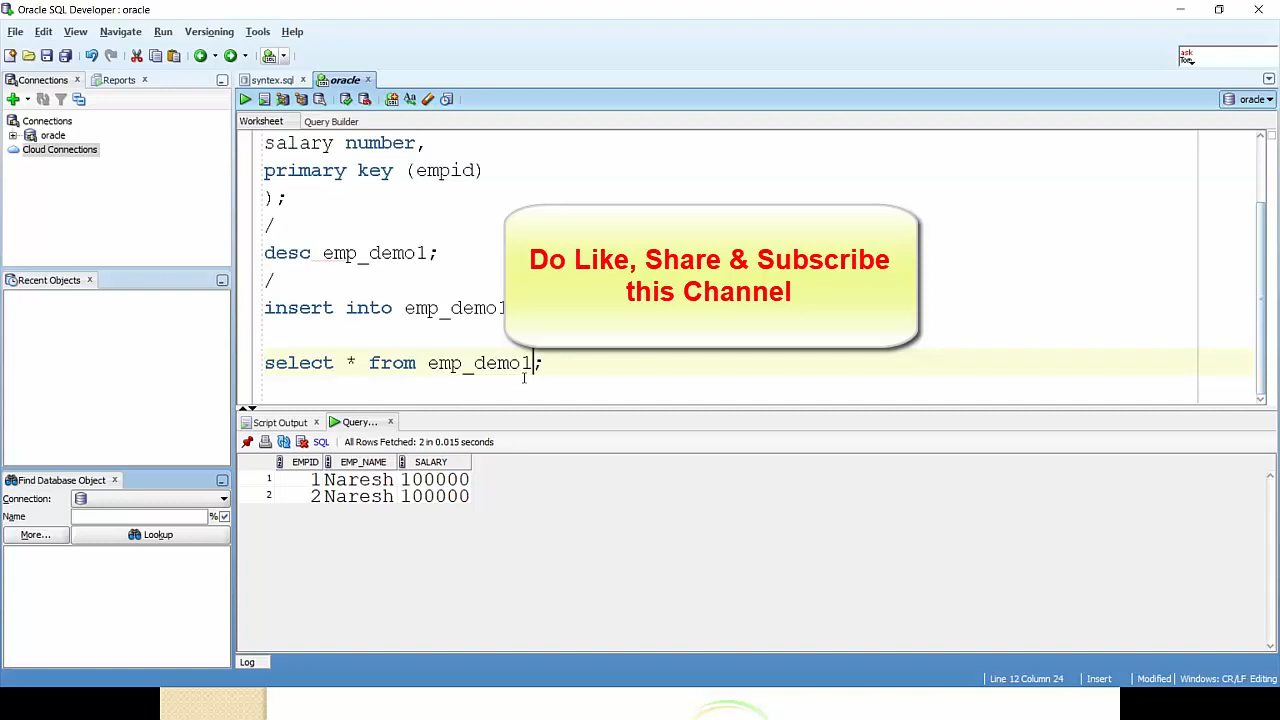 Oracle SQL Developer : oracle
File Edit View Navigate Run Versioning Tools Help
ask
Tom
Connections Reports
syntex.sql oracle
oracle
Worksheet Query Builder
Connections
oracle
Cloud Connections
salary number,
primary key (empid)
);
/
desc emp_demo1;
/
insert into emp_demo1
select * from emp_demo1;
Do Like, Share & Subscribe
this Channel
Recent Objects
Find Database Object
Connection:
Name %
More... Lookup
Script Output Query...
SQL All Rows Fetched: 2 in 0.015 seconds
EMPID EMP_NAME SALARY
1 1 Naresh 100000
2 2 Naresh 100000
Log
Line 12 Column 24 Insert Modified Windows: CR/LF Editing